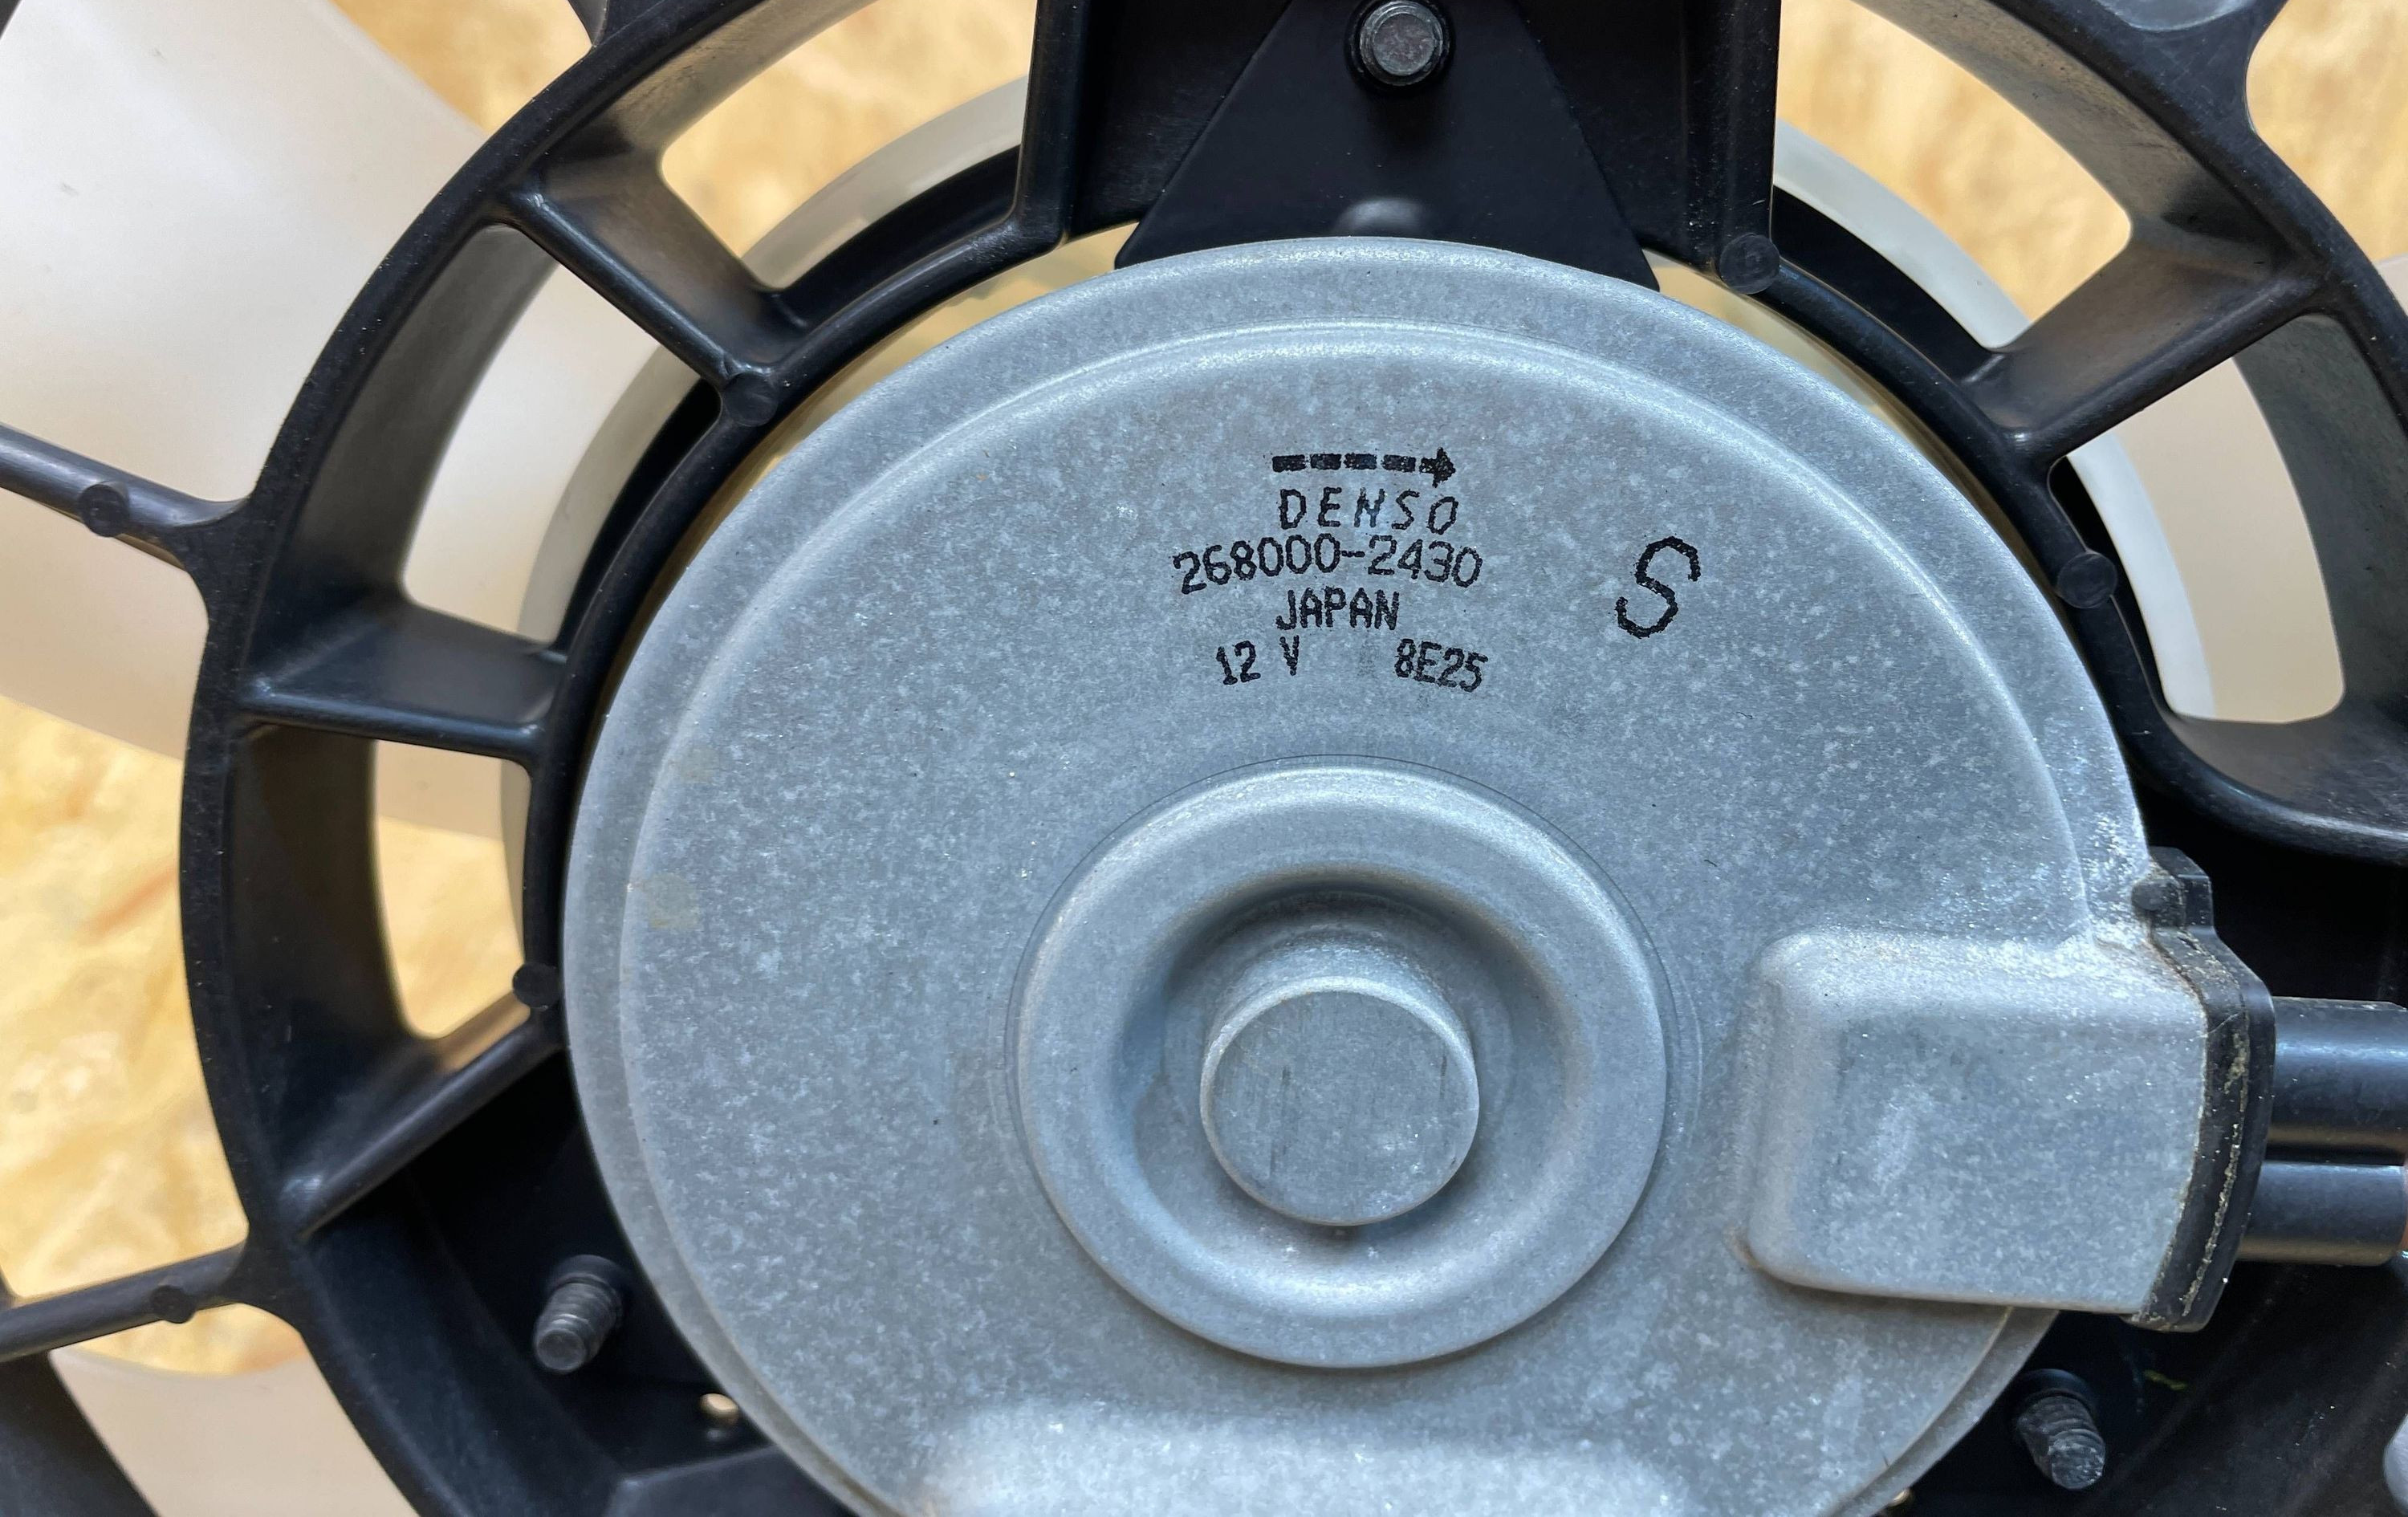 DENSO
268000-2430
JAPAN
12 V 8E25
S